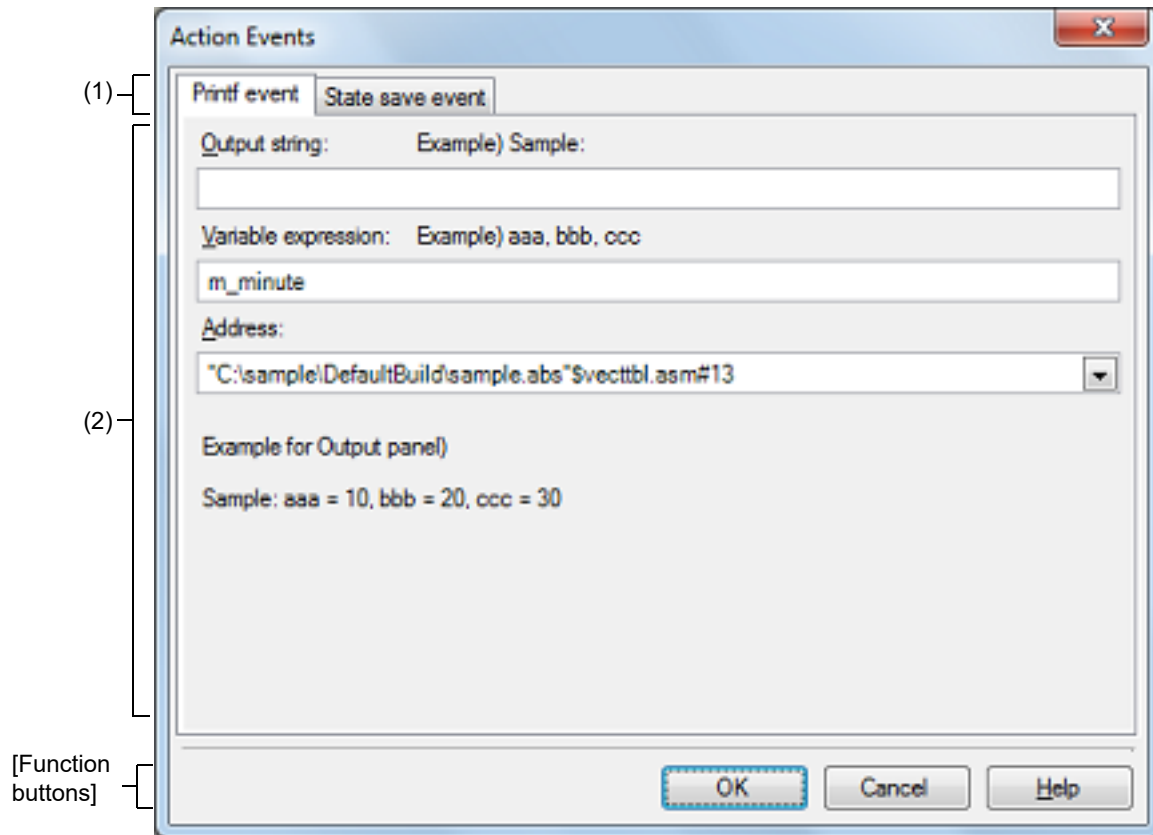 Action Events
(1)
Printf event State save event
Output string: Example) Sample:
Variable expression: Example) aaa, bbb, ccc
m_minute
Address:
"C:\sample\DefaultBuild\sample.abs"$vecttbl.asm#13
(2)
Example for Output panel)
Sample: aaa = 10, bbb = 20, ccc = 30
[Function
buttons]
OK Cancel Help